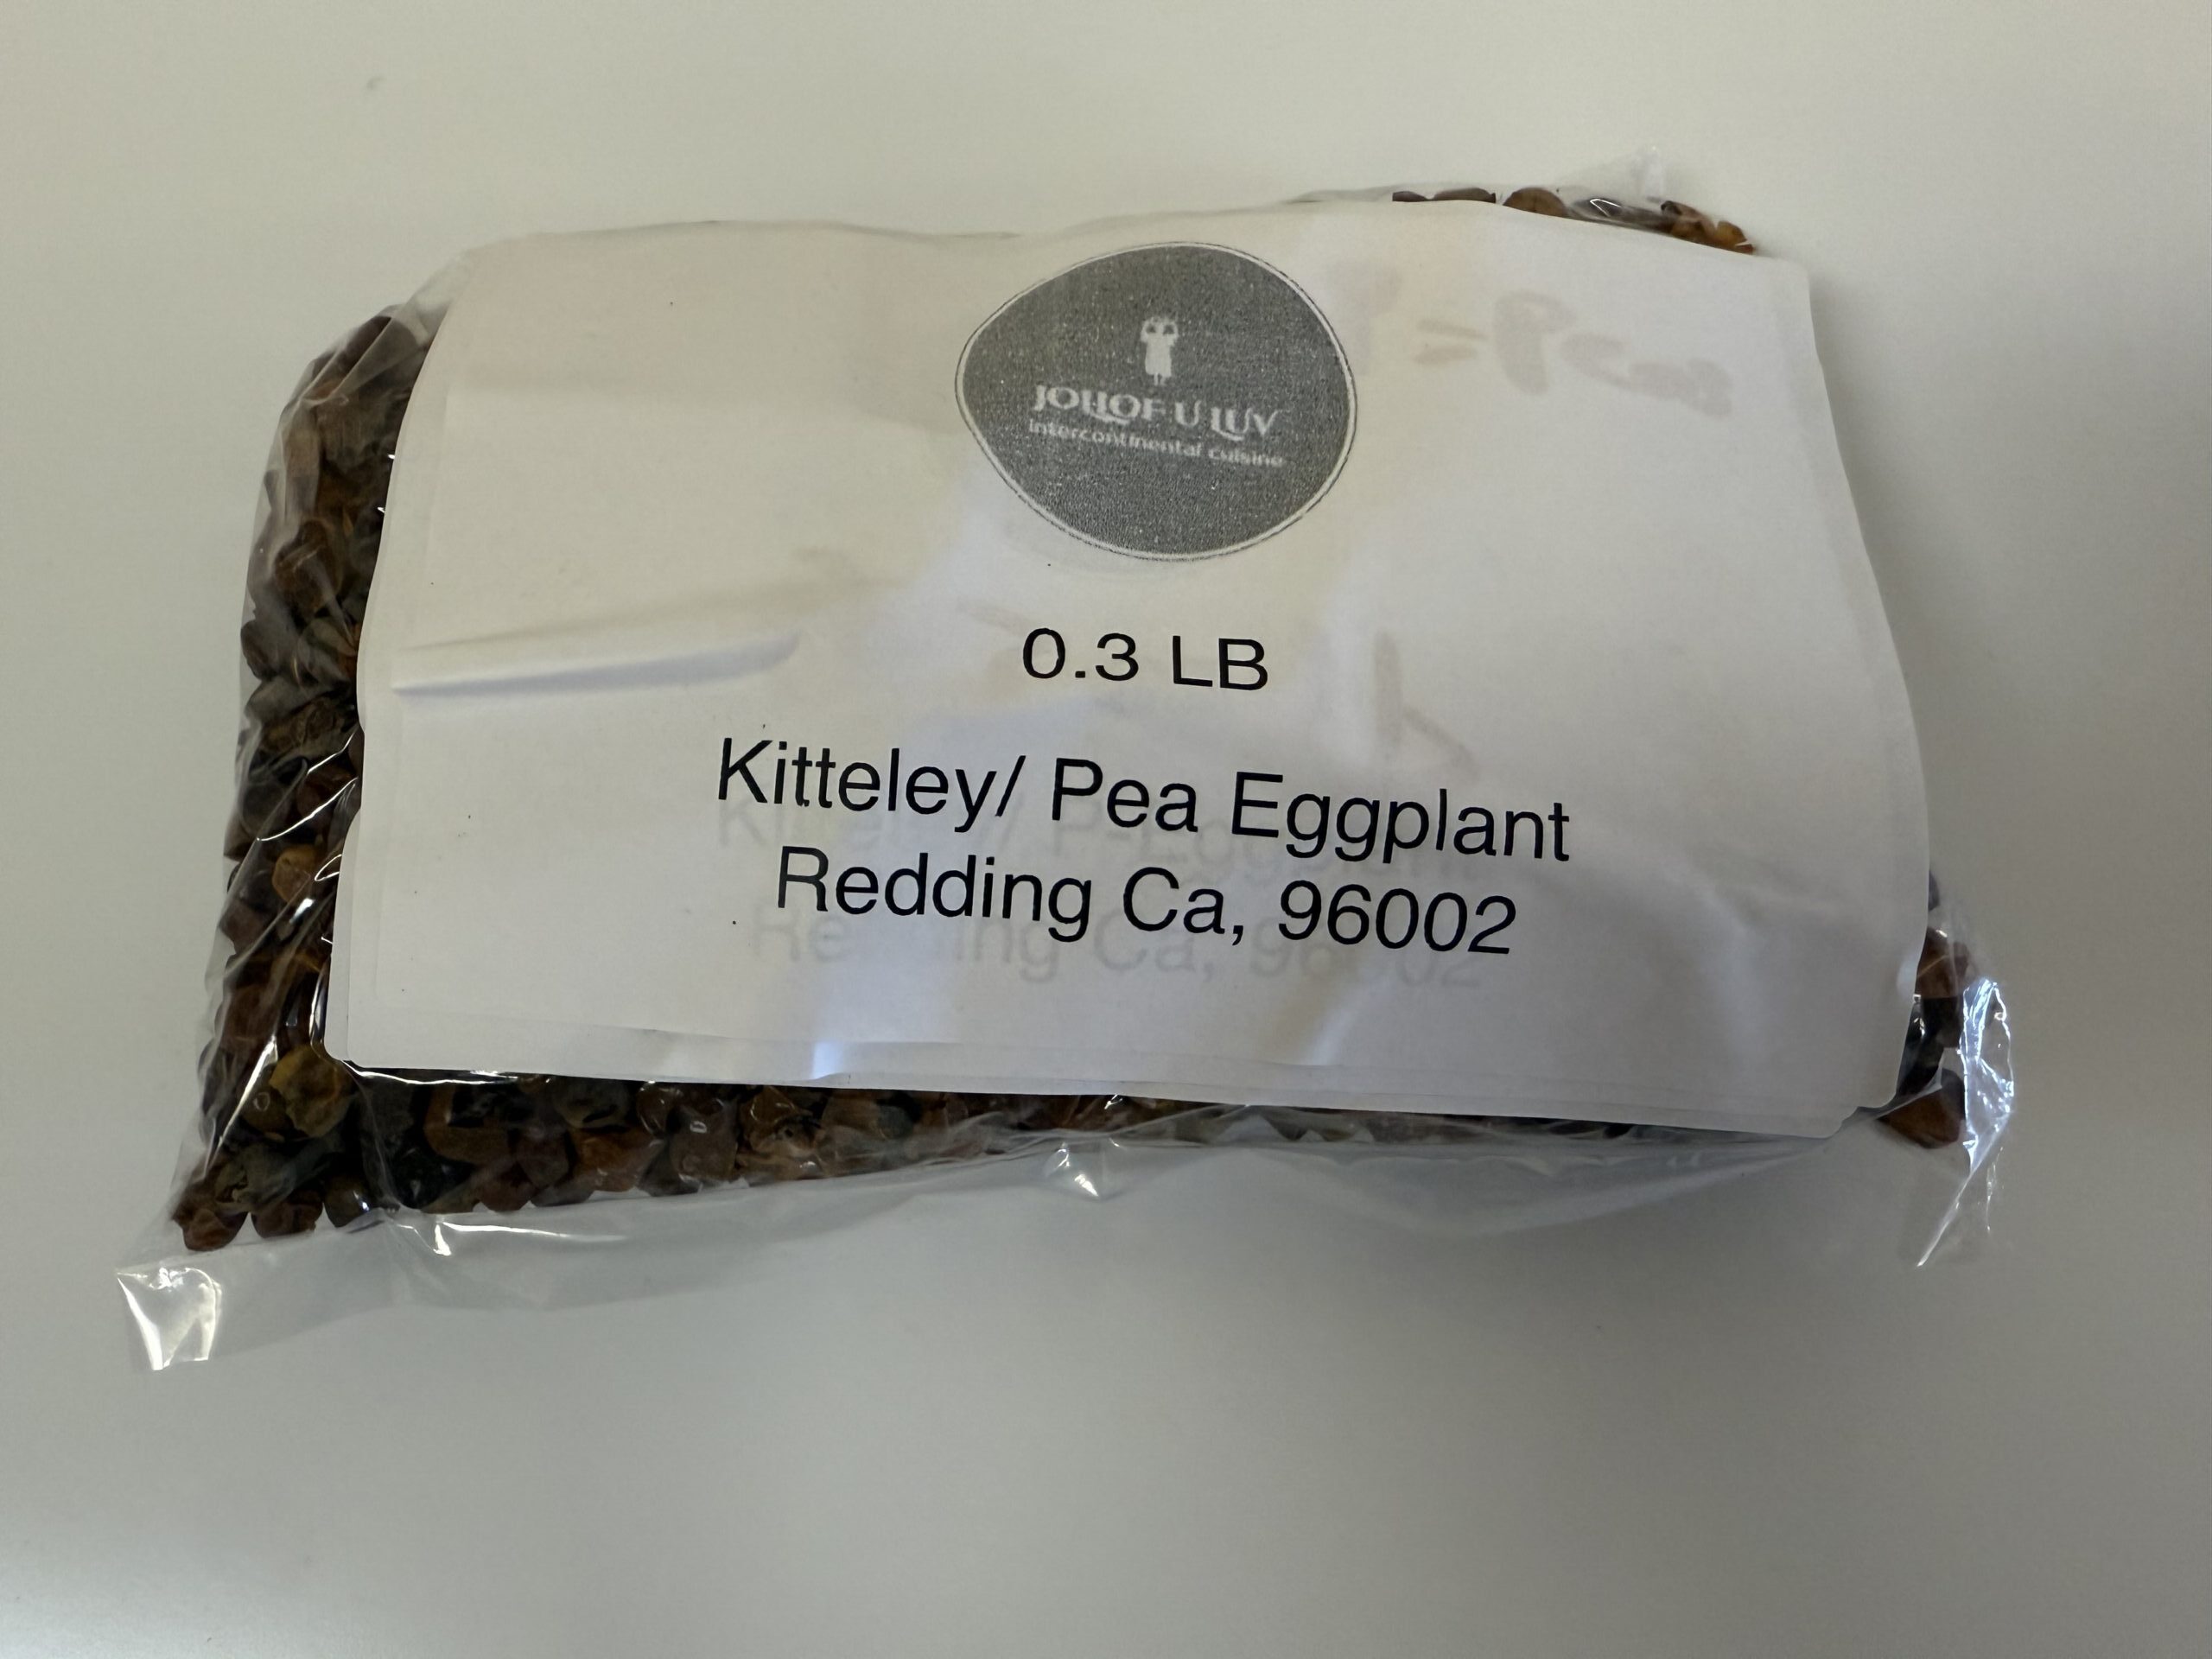 JOLLOF U LUV
intercontinental cuisine
0.3 LB
Kitteley/ Pea Eggplant
Redding Ca, 96002